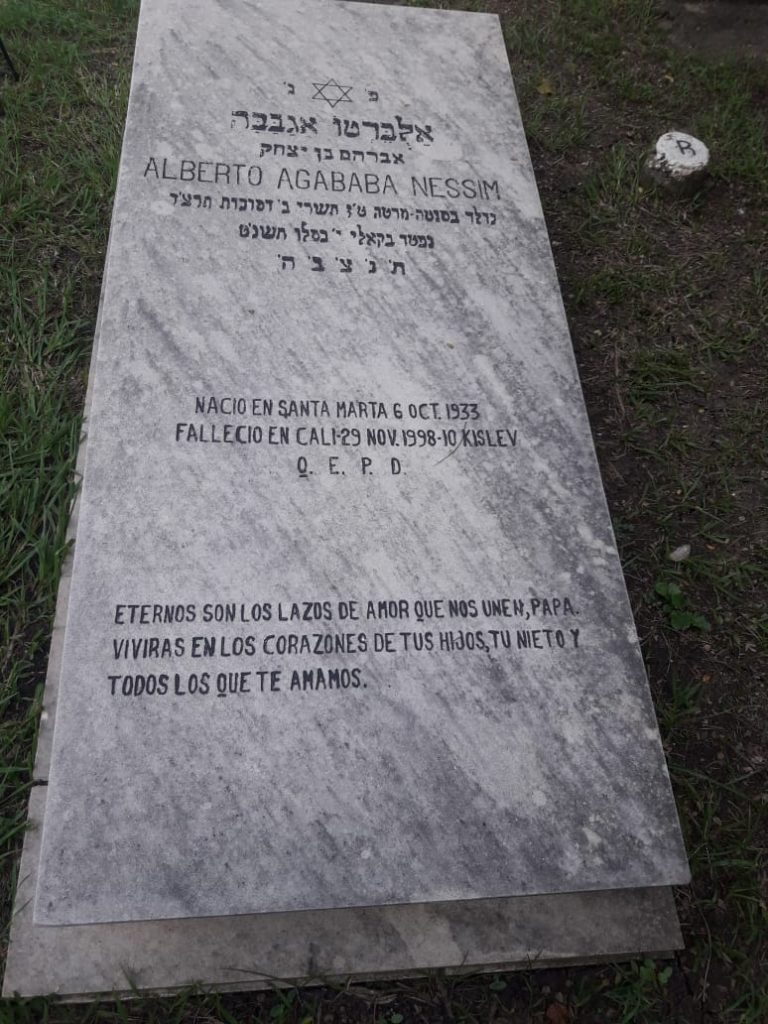 פ׳ נ׳
אלברטו אגבבה
אברהם בן יצחק
ALBERTO AGABABA NESSIM
נולד בסנטה-מרטה ט״ז תשרי ב׳ דסוכות תרצ״ד
נפטר בקאלי י׳ כסלו תשנ״ט
ת׳ נ׳ צ׳ ב׳ ה׳
NACIO EN SANTA MARTA 6 OCT. 1933
FALLECIO EN CALI-29 NOV. 1998-10 KISLEV
Q. E. P. D.
ETERNOS SON LOS LAZOS DE AMOR QUE NOS UNEN, PAPA.
VIVIRAS EN LOS CORAZONES DE TUS HIJOS, TU NIETO Y
TODOS LOS QUE TE AMAMOS.
R